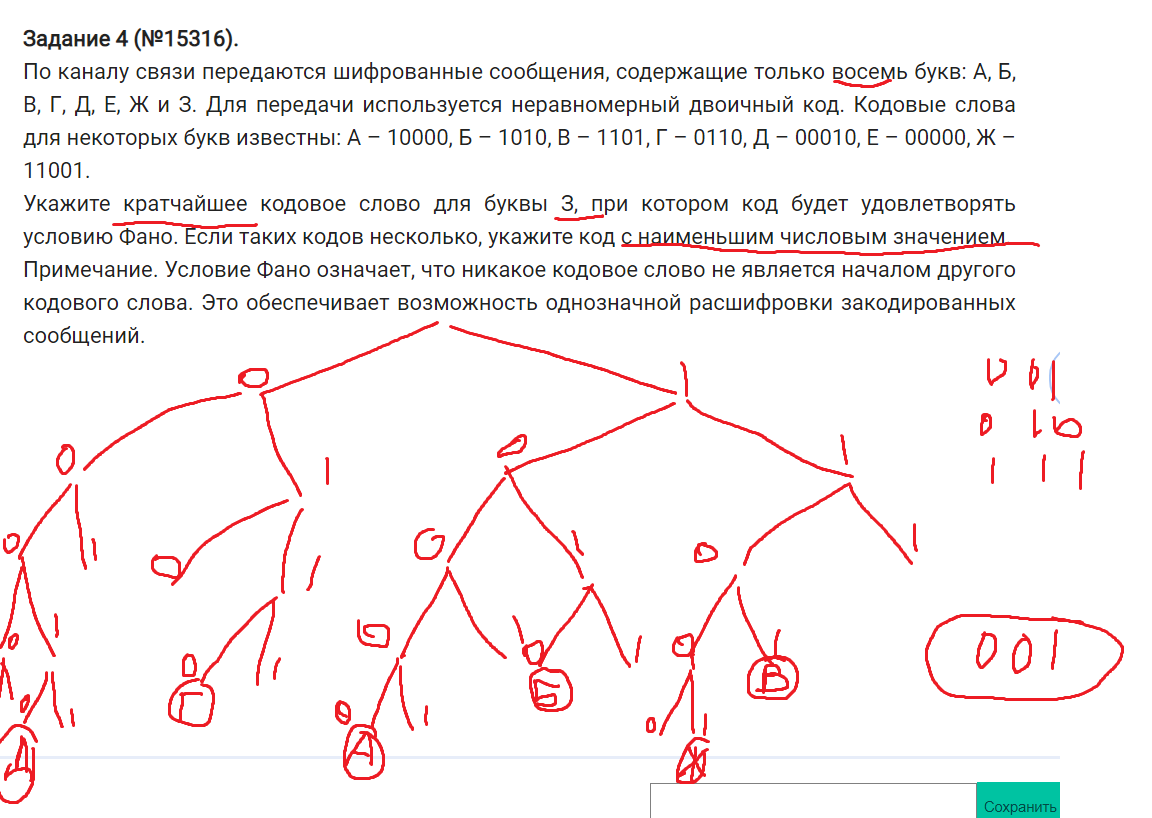 Задание 4 (№15316).
По каналу связи передаются шифрованные сообщения, содержащие только восемь букв: А, Б,
В, Г, Д, Е, Ж и З. Для передачи используется неравномерный двоичный код. Кодовые слова
для некоторых букв известны: А – 10000, Б – 1010, В – 1101, Г – 0110, Д – 00010, Е – 00000, Ж –
11001.
Укажите кратчайшее кодовое слово для буквы З, при котором код будет удовлетворять
условию Фано. Если таких кодов несколько, укажите код с наименьшим числовым значением
Примечание. Условие Фано означает, что никакое кодовое слово не является началом другого
кодового слова. Это обеспечивает возможность однозначной расшифровки закодированных
сообщений.
0 1
0 01
0 1 0 1
0 10
1 1 1
0 1 0 1 0 1 0 1
0 0 1
0 1 0 1 0 0 1 0 1
Г Б В
0 1 0 1 0 1
Д А Ж
Сохранить